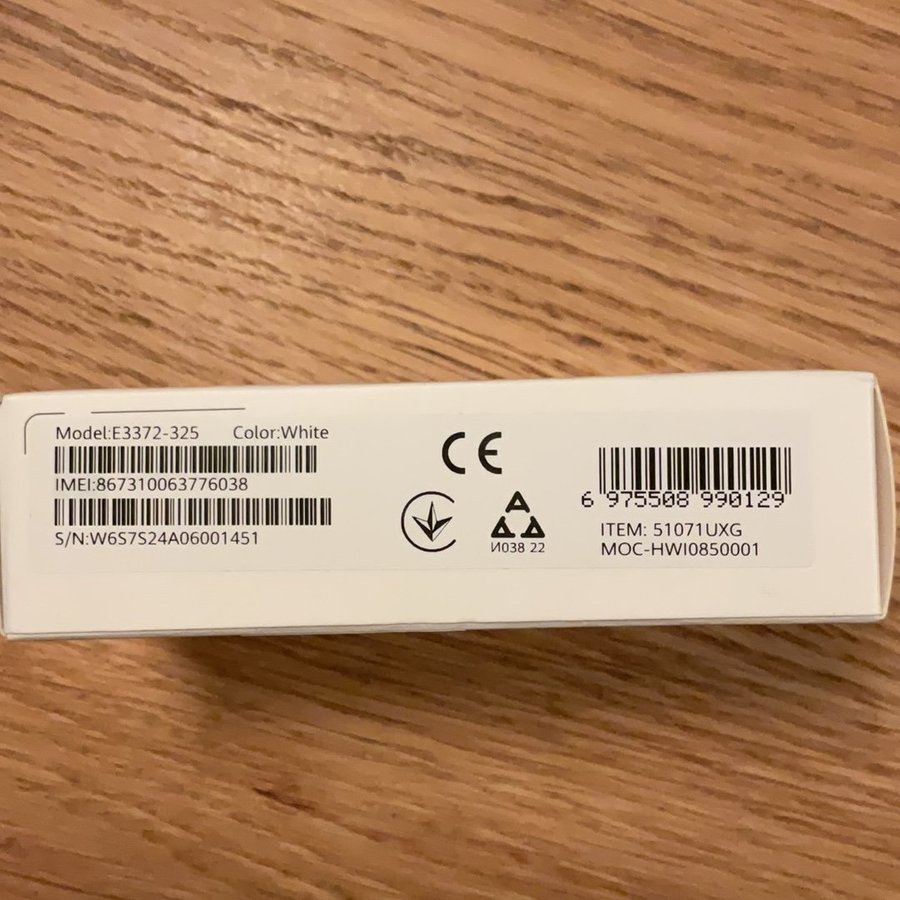 Model:E3372-325 Color:White
IMEI:867310063776038
S/N:W6S7S24A06001451
CE
A
И038 22
6 975508 990129
ITEM: 51071UXG
MOC-HWI0850001